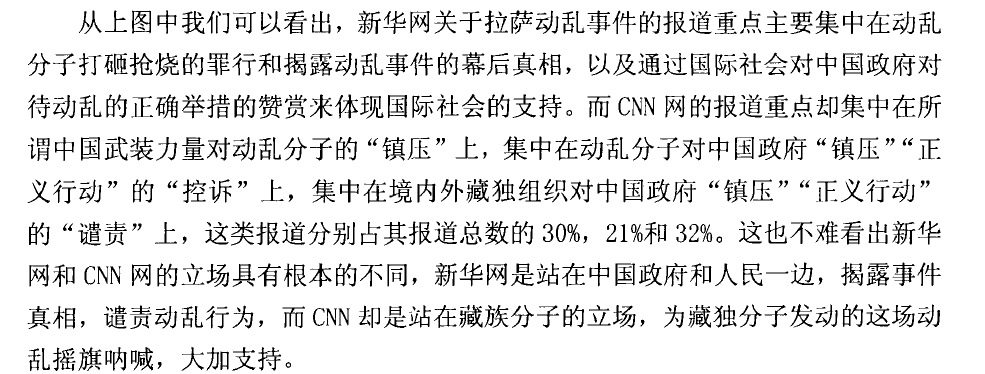 从上图中我们可以看出，新华网关于拉萨动乱事件的报道重点主要集中在动乱
分子打砸抢烧的罪行和揭露动乱事件的幕后真相，以及通过国际社会对中国政府对
待动乱的正确举措的赞赏来体现国际社会的支持。而 CNN 网的报道重点却集中在所
谓中国武装力量对动乱分子的“镇压”上，集中在动乱分子对中国政府“镇压”“正
义行动”的“控诉”上，集中在境内外藏独组织对中国政府“镇压”“正义行动”
的“谴责”上，这类报道分别占其报道总数的 30%，21%和 32%。这也不难看出新华
网和 CNN 网的立场具有根本的不同，新华网是站在中国政府和人民一边，揭露事件
真相，谴责动乱行为，而 CNN 却是站在藏族分子的立场，为藏独分子发动的这场动
乱摇旗呐喊，大加支持。